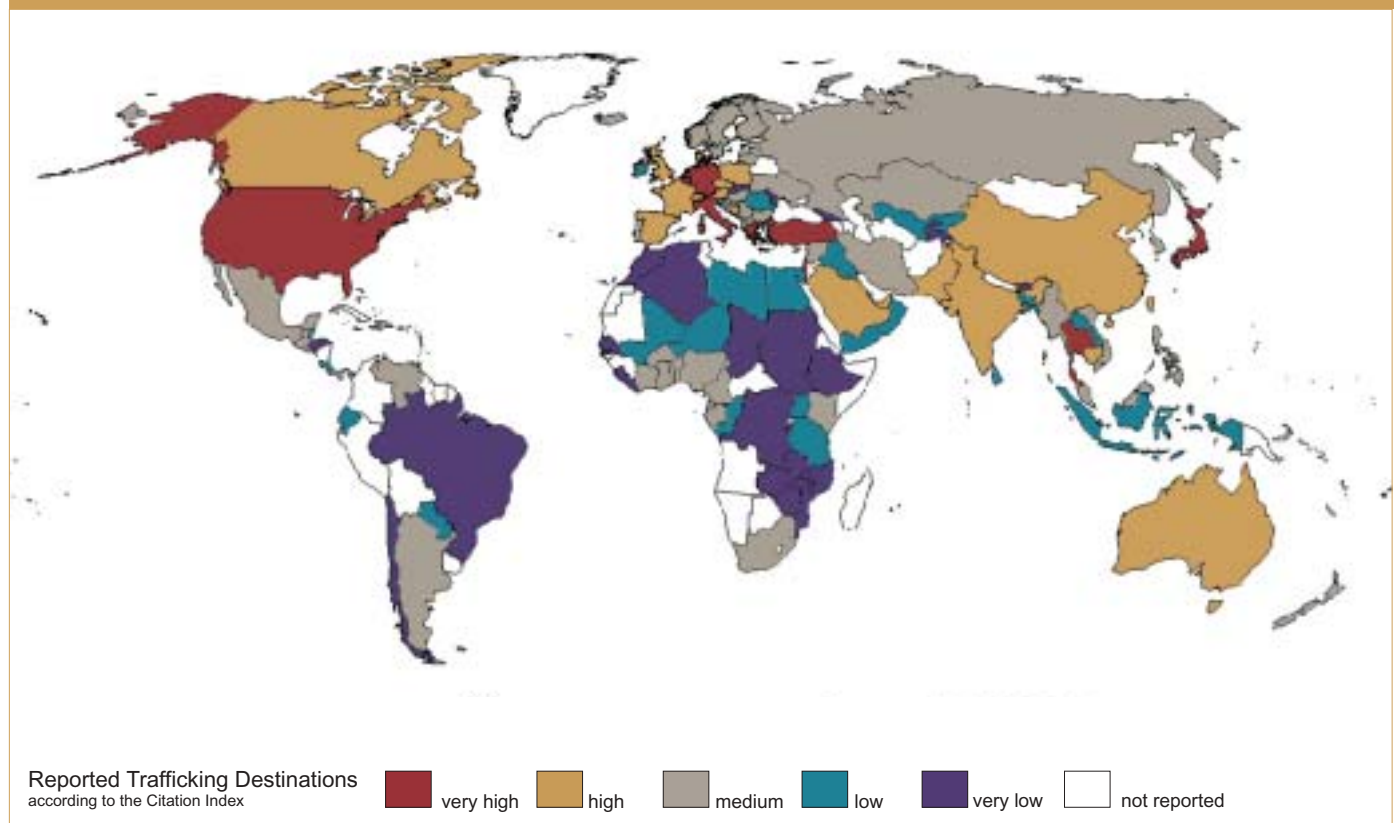 Reported Trafficking Destinations
according to the Citation Index
very high
high
medium
low
very low
not reported